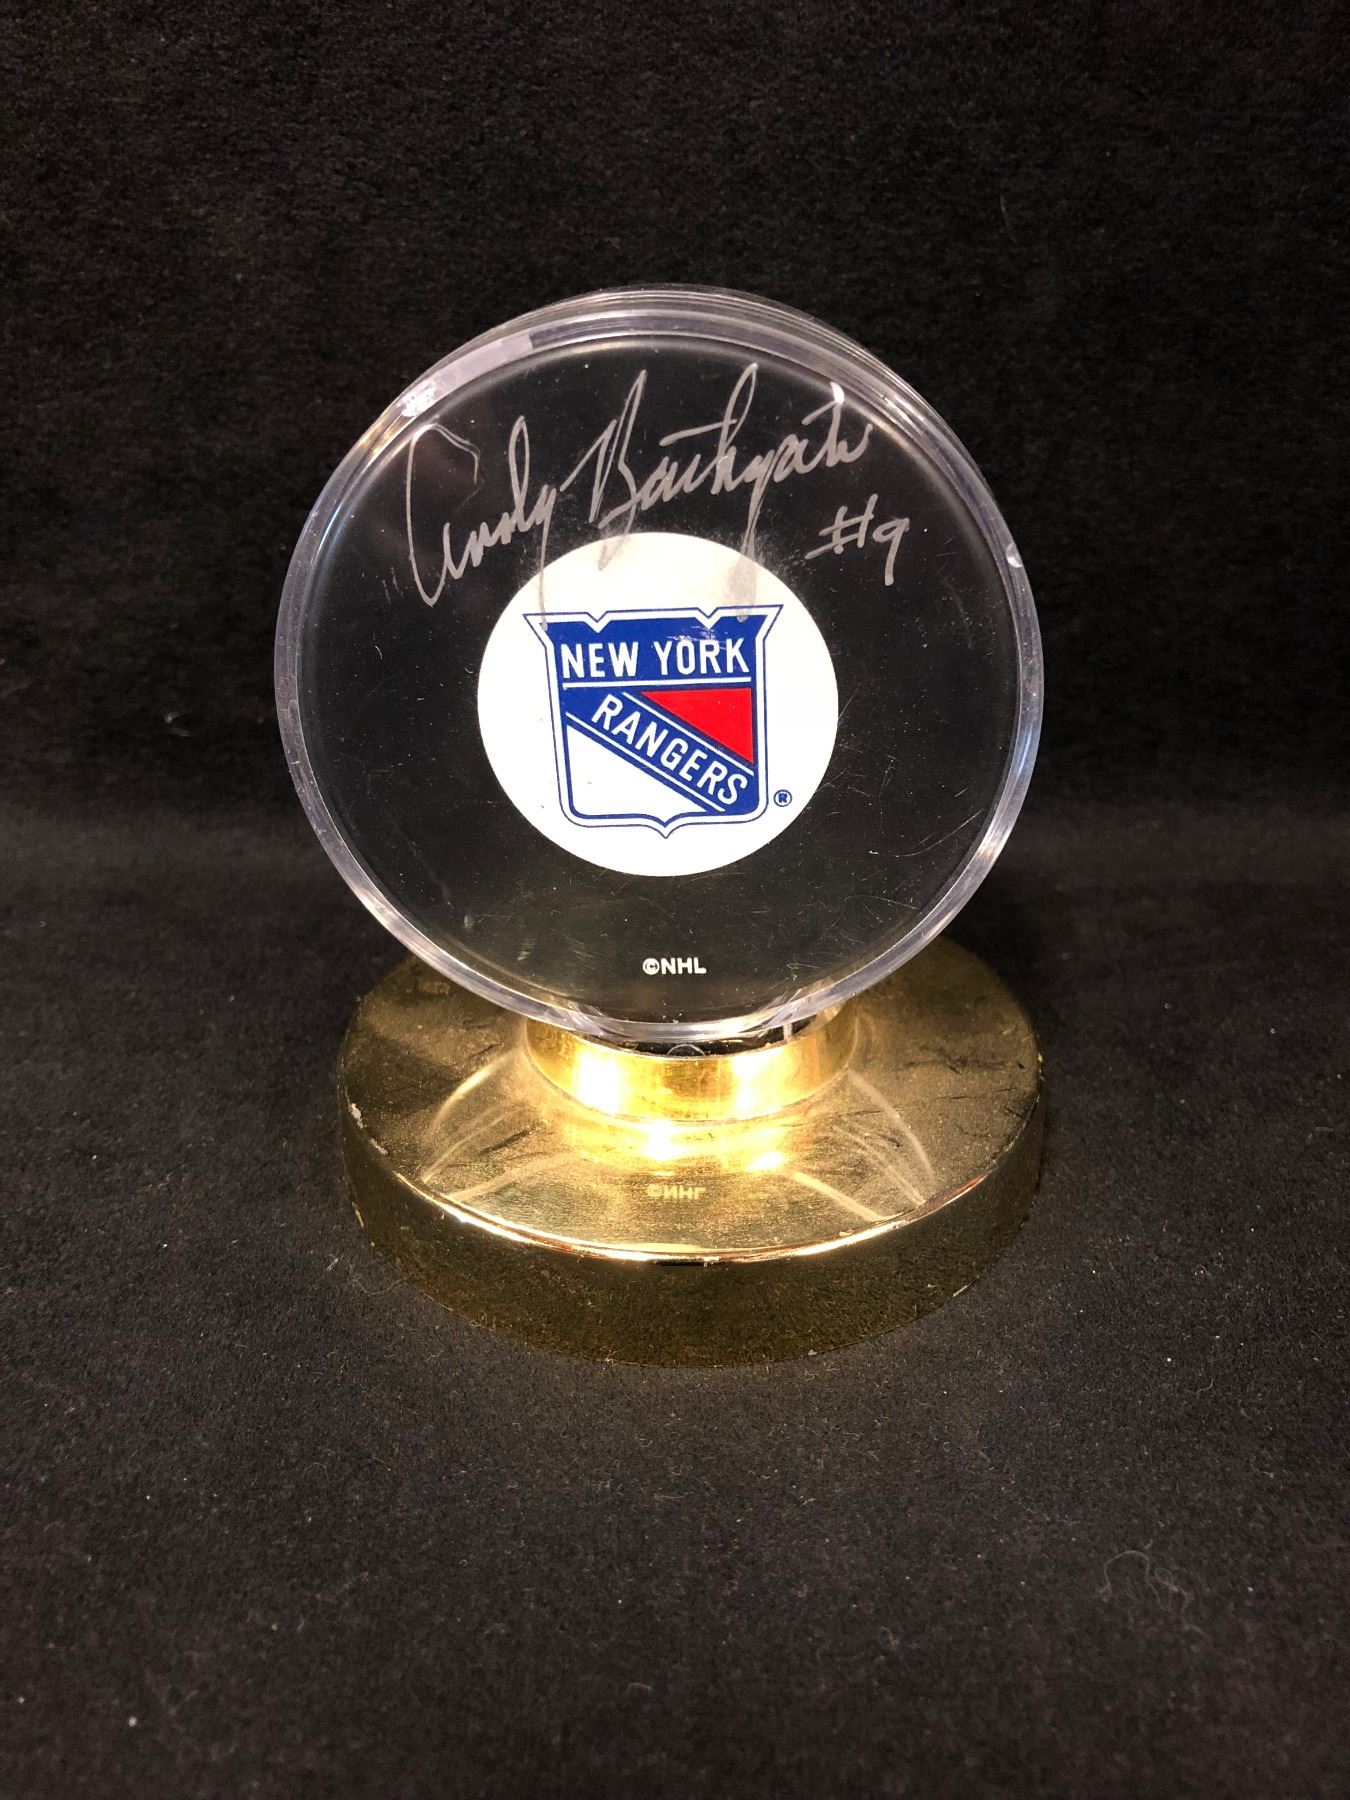 Andy Bathgate
#9
NEW YORK
RANGERS
®
©NHL